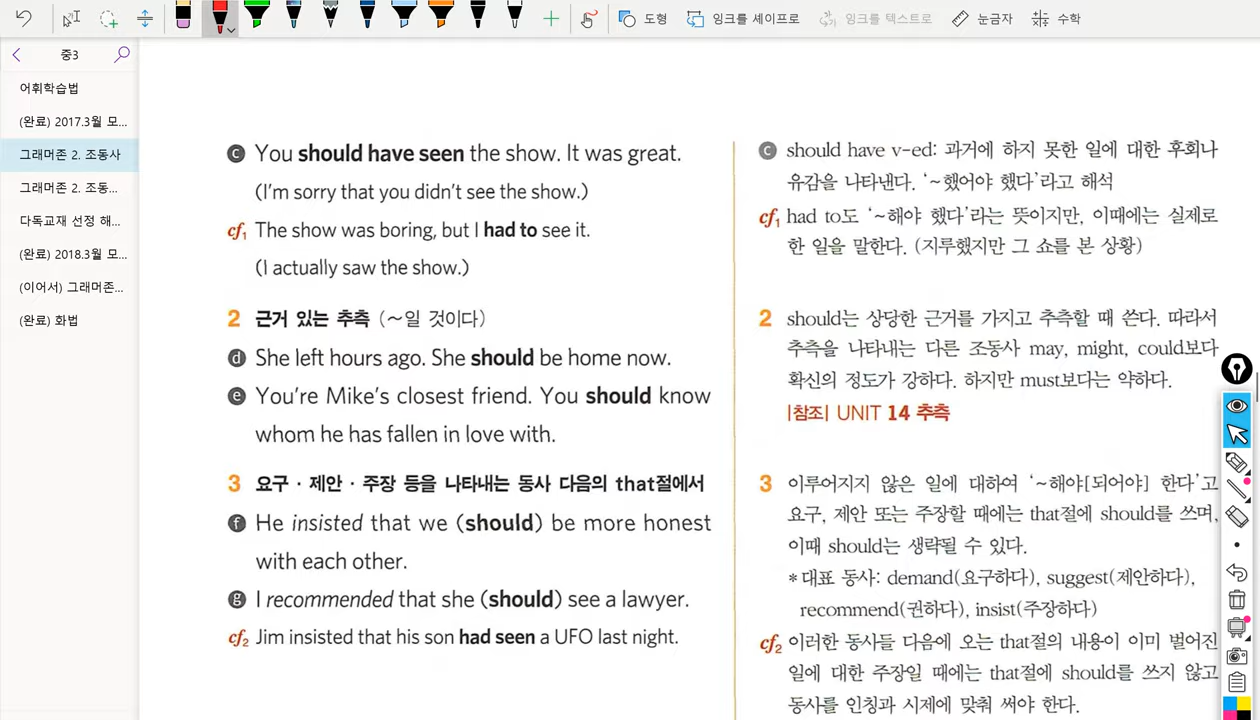 도형
잉크를 셰이프로
잉크를 텍스트로
눈금자
수학
중3
어휘학습법
(완료) 2017.3월 모...
그래머존 2. 조동사
그래머존 2. 조동...
다독교재 선정 해...
(완료) 2018.3월 모...
(이어서) 그래머존...
(완료) 화법
c You should have seen the show. It was great.
(I'm sorry that you didn't see the show.)
cf1 The show was boring, but I had to see it.
(I actually saw the show.)
2 근거 있는 추측 (~일 것이다)
d She left hours ago. She should be home now.
e You're Mike's closest friend. You should know
whom he has fallen in love with.
3 요구 · 제안 · 주장 등을 나타내는 동사 다음의 that절에서
f He insisted that we (should) be more honest
with each other.
g I recommended that she (should) see a lawyer.
cf2 Jim insisted that his son had seen a UFO last night.
c should have v-ed: 과거에 하지 못한 일에 대한 후회나
유감을 나타낸다. '~했어야 했다'라고 해석
cf1 had to도 '~해야 했다'라는 뜻이지만, 이때에는 실제로
한 일을 말한다. (지루했지만 그 쇼를 본 상황)
2 should는 상당한 근거를 가지고 추측할 때 쓴다. 따라서
추측을 나타내는 다른 조동사 may, might, could보다
확신의 정도가 강하다. 하지만 must보다는 약하다.
|참조| UNIT 14 추측
3 이루어지지 않은 일에 대하여 '~해야[되어야] 한다'고
요구, 제안 또는 주장할 때에는 that절에 should를 쓰며,
이때 should는 생략될 수 있다.
*대표 동사: demand(요구하다), suggest(제안하다),
recommend(권하다), insist(주장하다)
cf2 이러한 동사들 다음에 오는 that절의 내용이 이미 벌어진
일에 대한 주장일 때에는 that절에 should를 쓰지 않고
동사를 인칭과 시제에 맞춰 써야 한다.